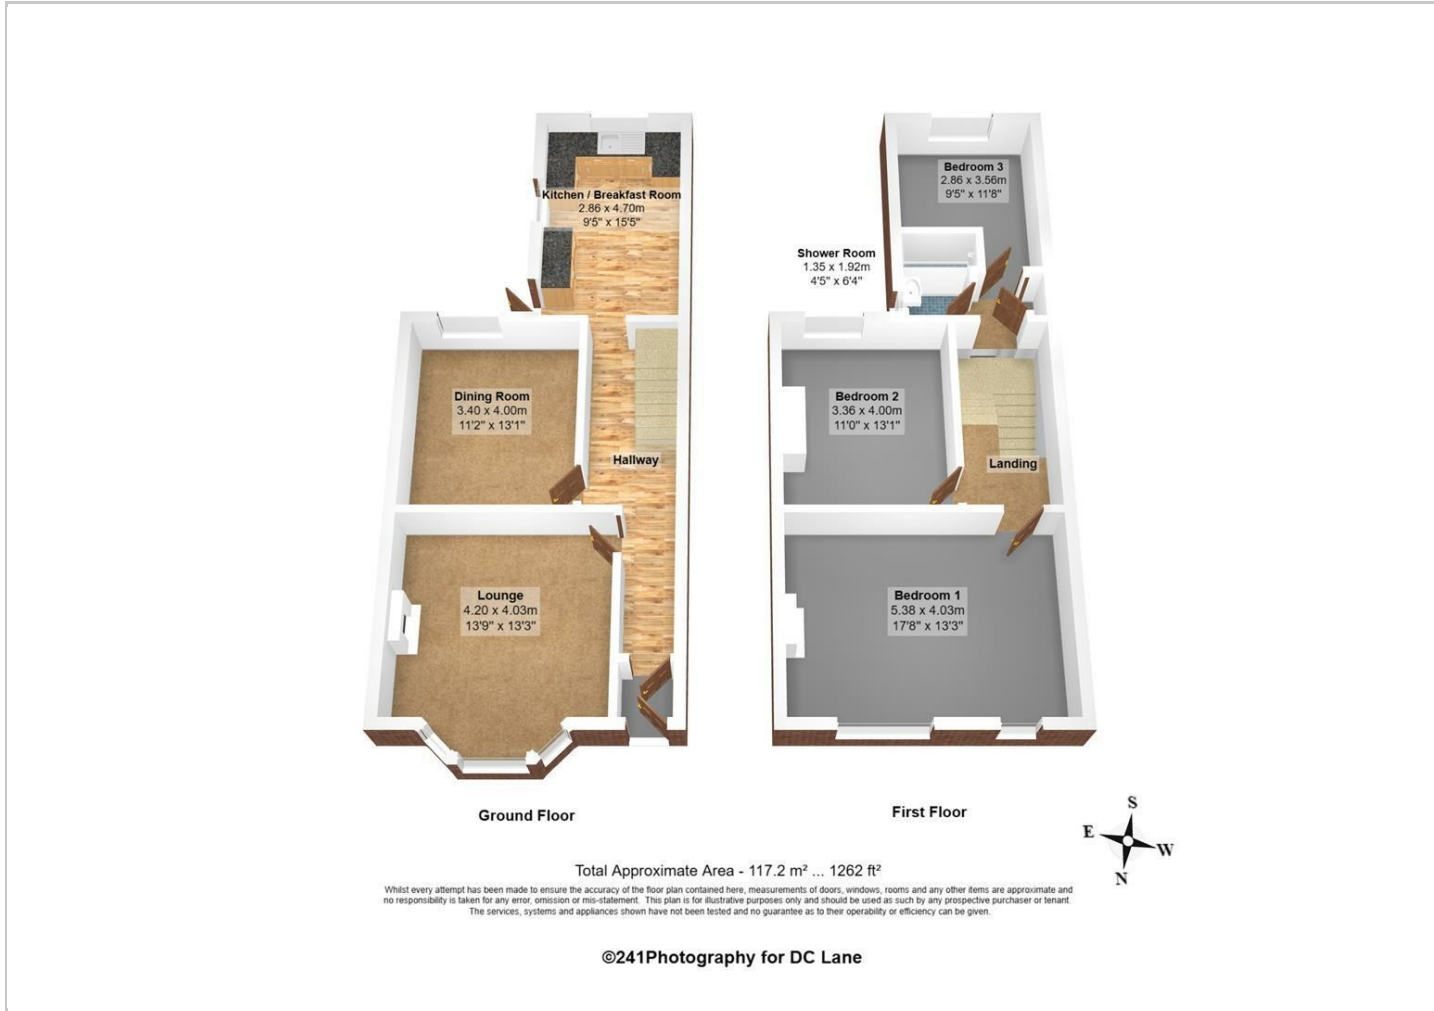 Kitchen / Breakfast Room
2.86 x 4.70m
9'5" x 15'5"
Dining Room
3.40 x 4.00m
11'2" x 13'1"
Hallway
Lounge
4.20 x 4.03m
13'9" x 13'3"
Ground Floor
Bedroom 3
2.86 x 3.56m
9'5" x 11'8"
Shower Room
1.35 x 1.92m
4'5" x 6'4"
Bedroom 2
3.36 x 4.00m
11'0" x 13'1"
Landing
Bedroom 1
5.38 x 4.03m
17'8" x 13'3"
First Floor
S
E
W
N
Total Approximate Area - 117.2 m² ... 1262 ft²
Whilst every attempt has been made to ensure the accuracy of the floor plan contained here, measurements of doors, windows, rooms and any other items are approximate and
no responsibility is taken for any error, omission or mis-statement. This plan is for illustrative purposes only and should be used as such by any prospective purchaser or tenant.
The services, systems and appliances shown have not been tested and no guarantee as to their operability or efficiency can be given.
©241Photography for DC Lane